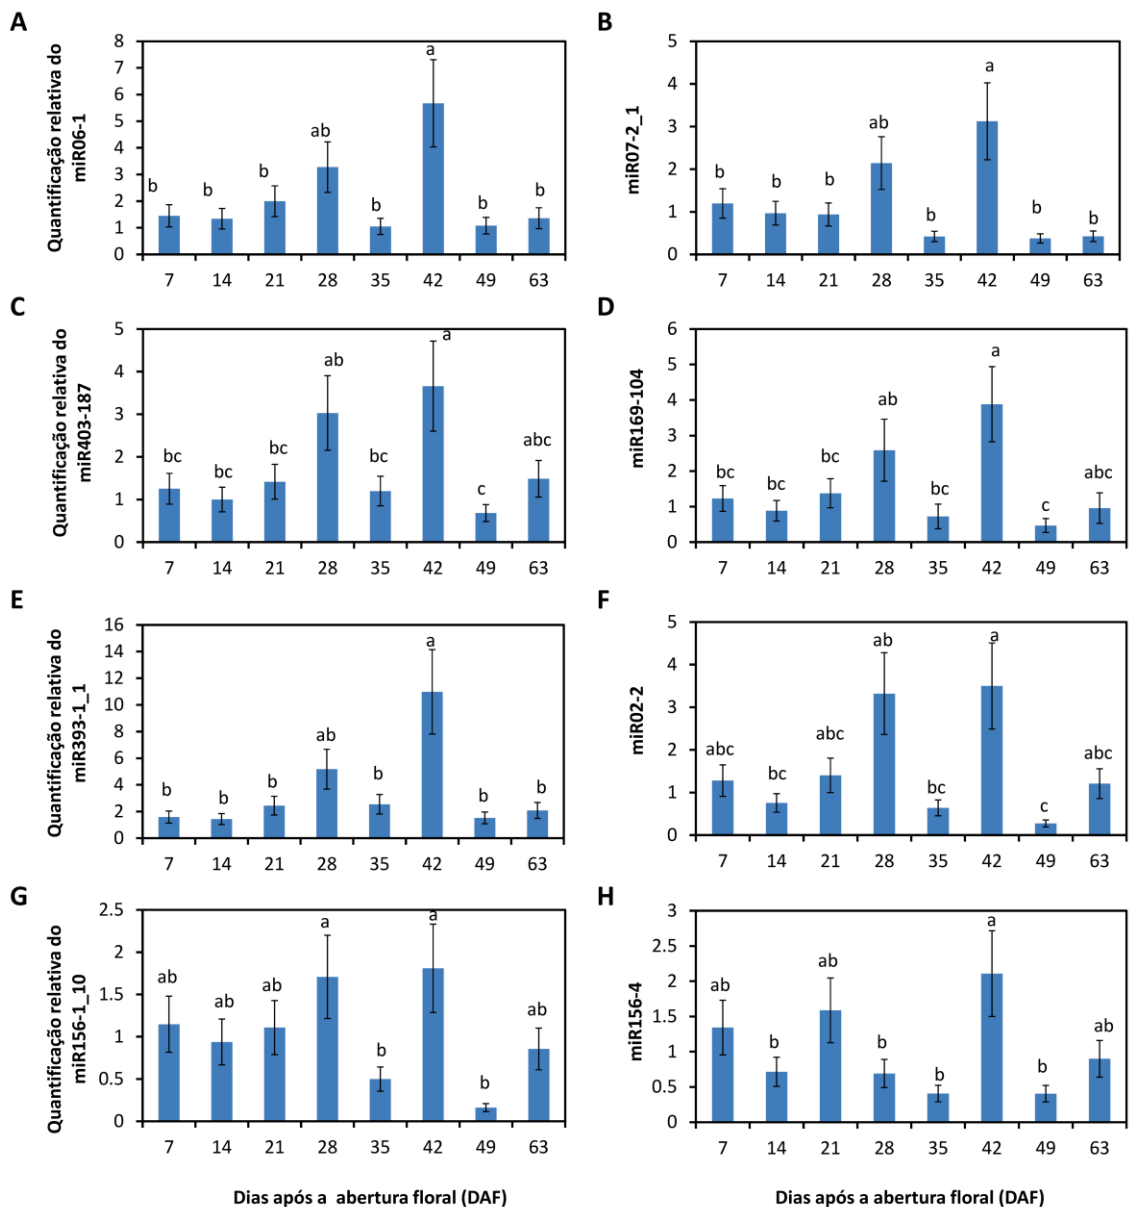 A
Quantificação relativa do
miR06-1
8
7
6
5
4
3
2
1
0
b b b ab b a b b
7 14 21 28 35 42 49 63
B
miR07-2_1
5
4
3
2
1
0
b b b ab b a b b
7 14 21 28 35 42 49 63
C
Quantificação relativa do
miR403-187
5
4
3
2
1
0
bc bc bc ab bc a c abc
7 14 21 28 35 42 49 63
D
miR169-104
6
5
4
3
2
1
0
bc bc bc ab bc a c abc
7 14 21 28 35 42 49 63
E
Quantificação relativa do
miR393-1_1
16
14
12
10
8
6
4
2
0
b b b ab b a b b
7 14 21 28 35 42 49 63
F
miR02-2
5
4
3
2
1
0
abc bc abc ab bc a c abc
7 14 21 28 35 42 49 63
G
Quantificação relativa do
miR156-1_10
2.5
2
1.5
1
0.5
0
ab ab ab a b a b ab
7 14 21 28 35 42 49 63
H
miR156-4
3
2.5
2
1.5
1
0.5
0
ab b ab b b a b ab
7 14 21 28 35 42 49 63
Dias após a abertura floral (DAF)
Dias após a abertura floral (DAF)